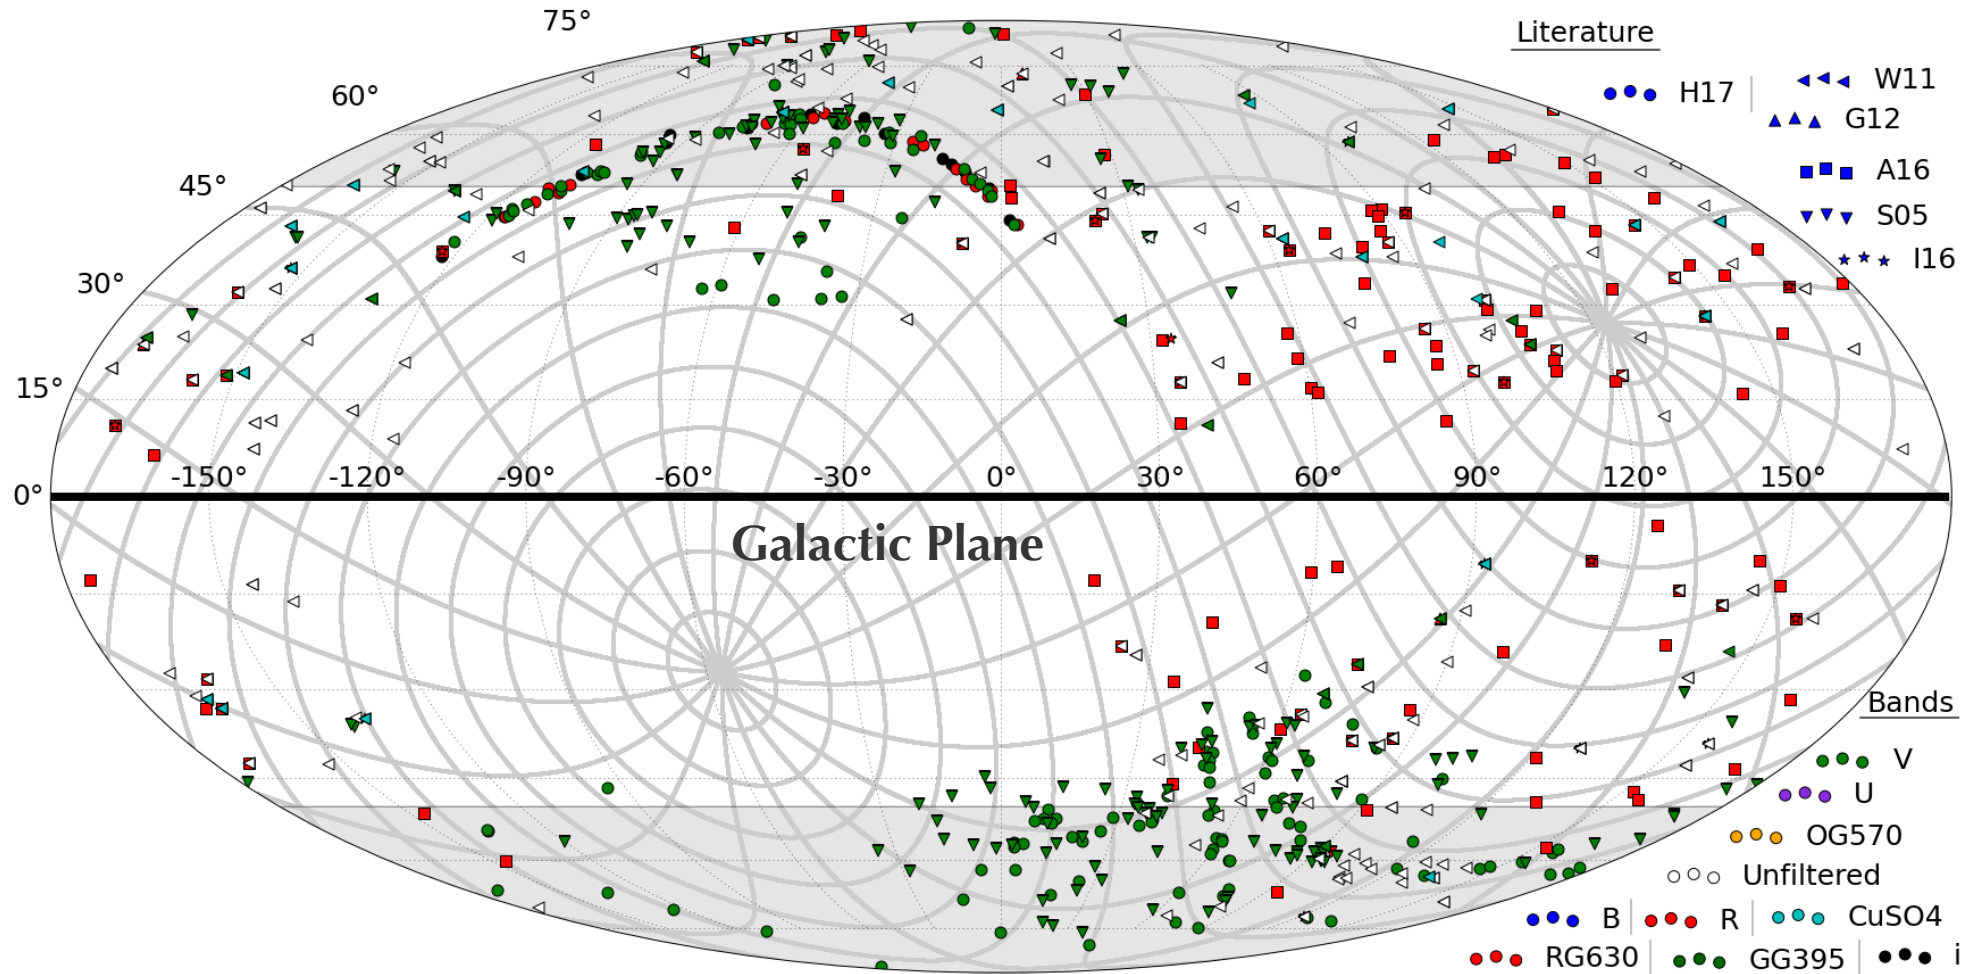 75°
60°
45°
30°
15°
0°
-150° -120° -90° -60° -30° 0° 30° 60° 90° 120° 150°
Galactic Plane
Literature
H17
W11
G12
A16
S05
I16
Bands
V
U
OG570
Unfiltered
B R CuSO4
RG630 GG395 i